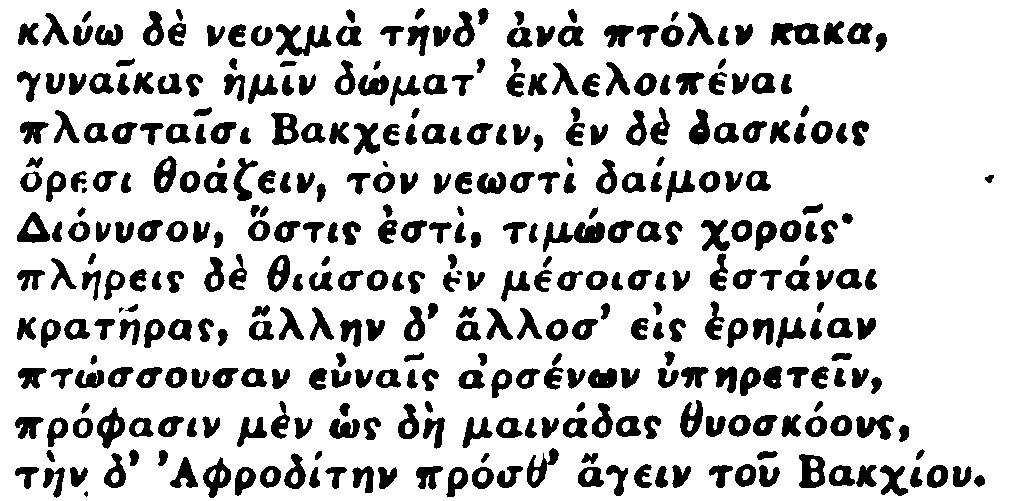 κλύω δὲ νεοχμὰ τήνδ’ ἀνὰ πτόλιν κακα,
γυναῖκας ἡμῖν δώματ’ ἐκλελοιπέναι
πλασταῖσι Βακχείαισιν, ἐν δὲ δασκίοις
ὄρεσι θοάζειν, τὸν νεωστὶ δαίμονα
Διόνυσον, ὅστις ἐστὶ, τιμώσας χοροῖς·
πλήρεις δὲ θιάσοις ἐν μέσοισιν ἑστάναι
κρατῆρας, ἄλλην δ’ ἄλλοσ’ εἰς ἐρημίαν
πτώσσουσαν εὐναῖς ἀρσένων ὑπηρετεῖν,
πρόφασιν μὲν ὡς δὴ μαινάδας θυοσκόους,
τὴν δ’ Ἀφροδίτην πρόσθ’ ἄγειν τοῦ Βακχίου.